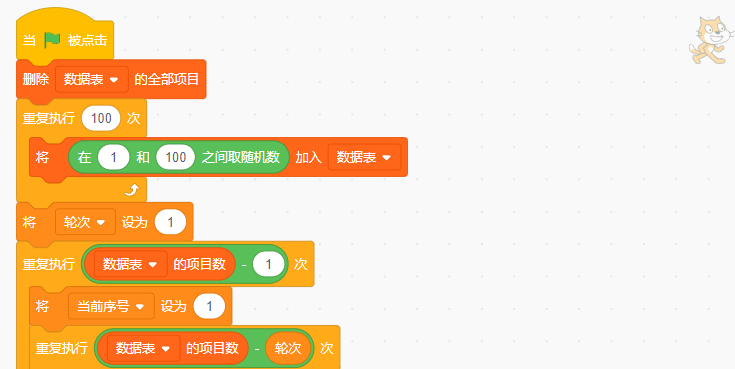 当 被点击
删除 数据表 的全部项目
重复执行 100 次
将 在 1 和 100 之间取随机数 加入 数据表
将 轮次 设为 1
重复执行 数据表 的项目数 - 1 次
将 当前序号 设为 1
重复执行 数据表 的项目数 - 轮次 次